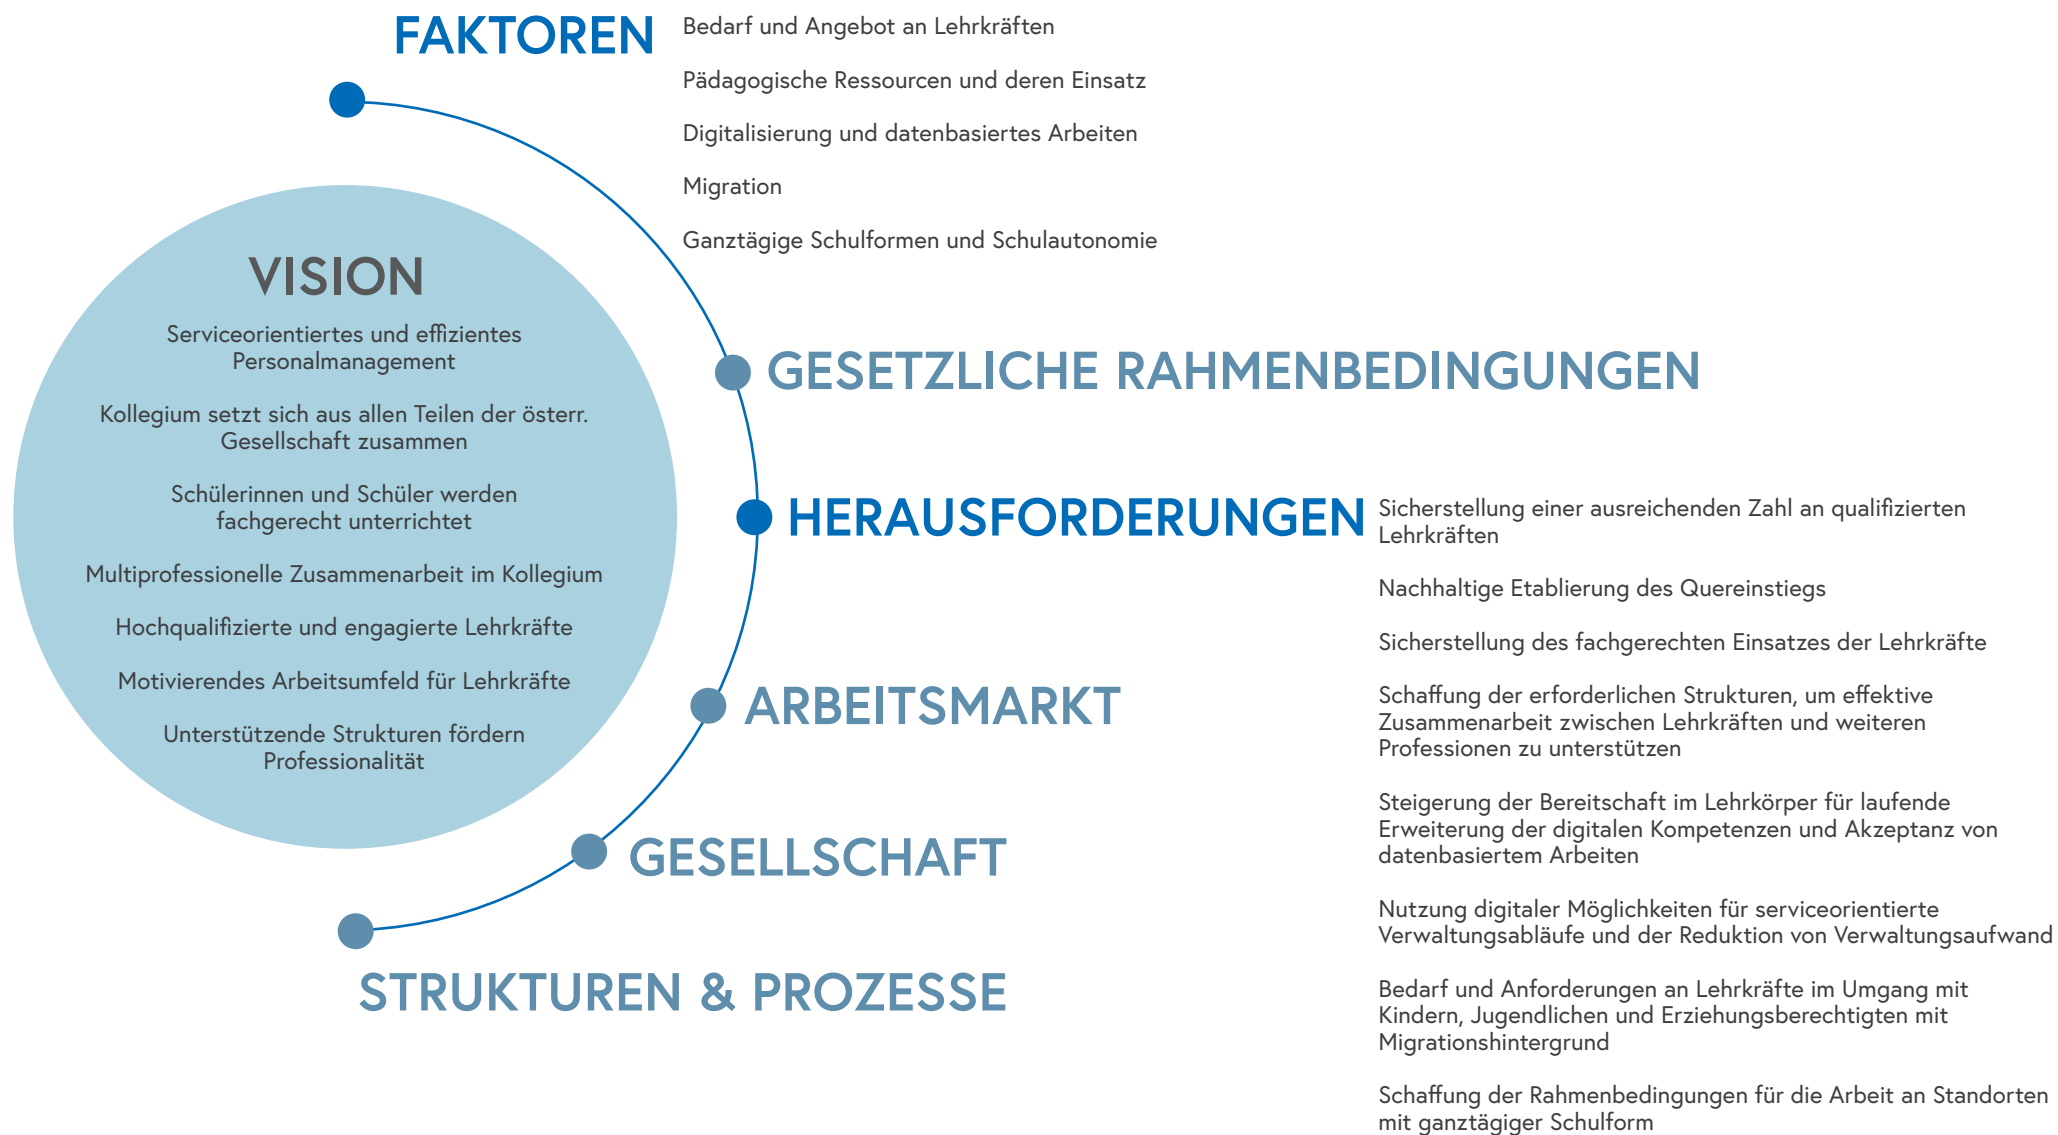 FAKTOREN
Bedarf und Angebot an Lehrkräften
Pädagogische Ressourcen und deren Einsatz
Digitalisierung und datenbasiertes Arbeiten
Migration
Ganztägige Schulformen und Schulautonomie
VISION
Serviceorientiertes und effizientes
Personalmanagement
Kollegium setzt sich aus allen Teilen der österr.
Gesellschaft zusammen
Schülerinnen und Schüler werden
fachgerecht unterrichtet
Multiprofessionelle Zusammenarbeit im Kollegium
Hochqualifizierte und engagierte Lehrkräfte
Motivierendes Arbeitsumfeld für Lehrkräfte
Unterstützende Strukturen fördern
Professionalität
GESETZLICHE RAHMENBEDINGUNGEN
HERAUSFORDERUNGEN
Sicherstellung einer ausreichenden Zahl an qualifizierten
Lehrkräften
Nachhaltige Etablierung des Quereinstiegs
Sicherstellung des fachgerechten Einsatzes der Lehrkräfte
Schaffung der erforderlichen Strukturen, um effektive
Zusammenarbeit zwischen Lehrkräften und weiteren
Professionen zu unterstützen
Steigerung der Bereitschaft im Lehrkörper für laufende
Erweiterung der digitalen Kompetenzen und Akzeptanz von
datenbasiertem Arbeiten
Nutzung digitaler Möglichkeiten für serviceorientierte
Verwaltungsabläufe und der Reduktion von Verwaltungsaufwand
Bedarf und Anforderungen an Lehrkräfte im Umgang mit
Kindern, Jugendlichen und Erziehungsberechtigten mit
Migrationshintergrund
Schaffung der Rahmenbedingungen für die Arbeit an Standorten
mit ganztägiger Schulform
ARBEITSMARKT
GESELLSCHAFT
STRUKTUREN & PROZESSE